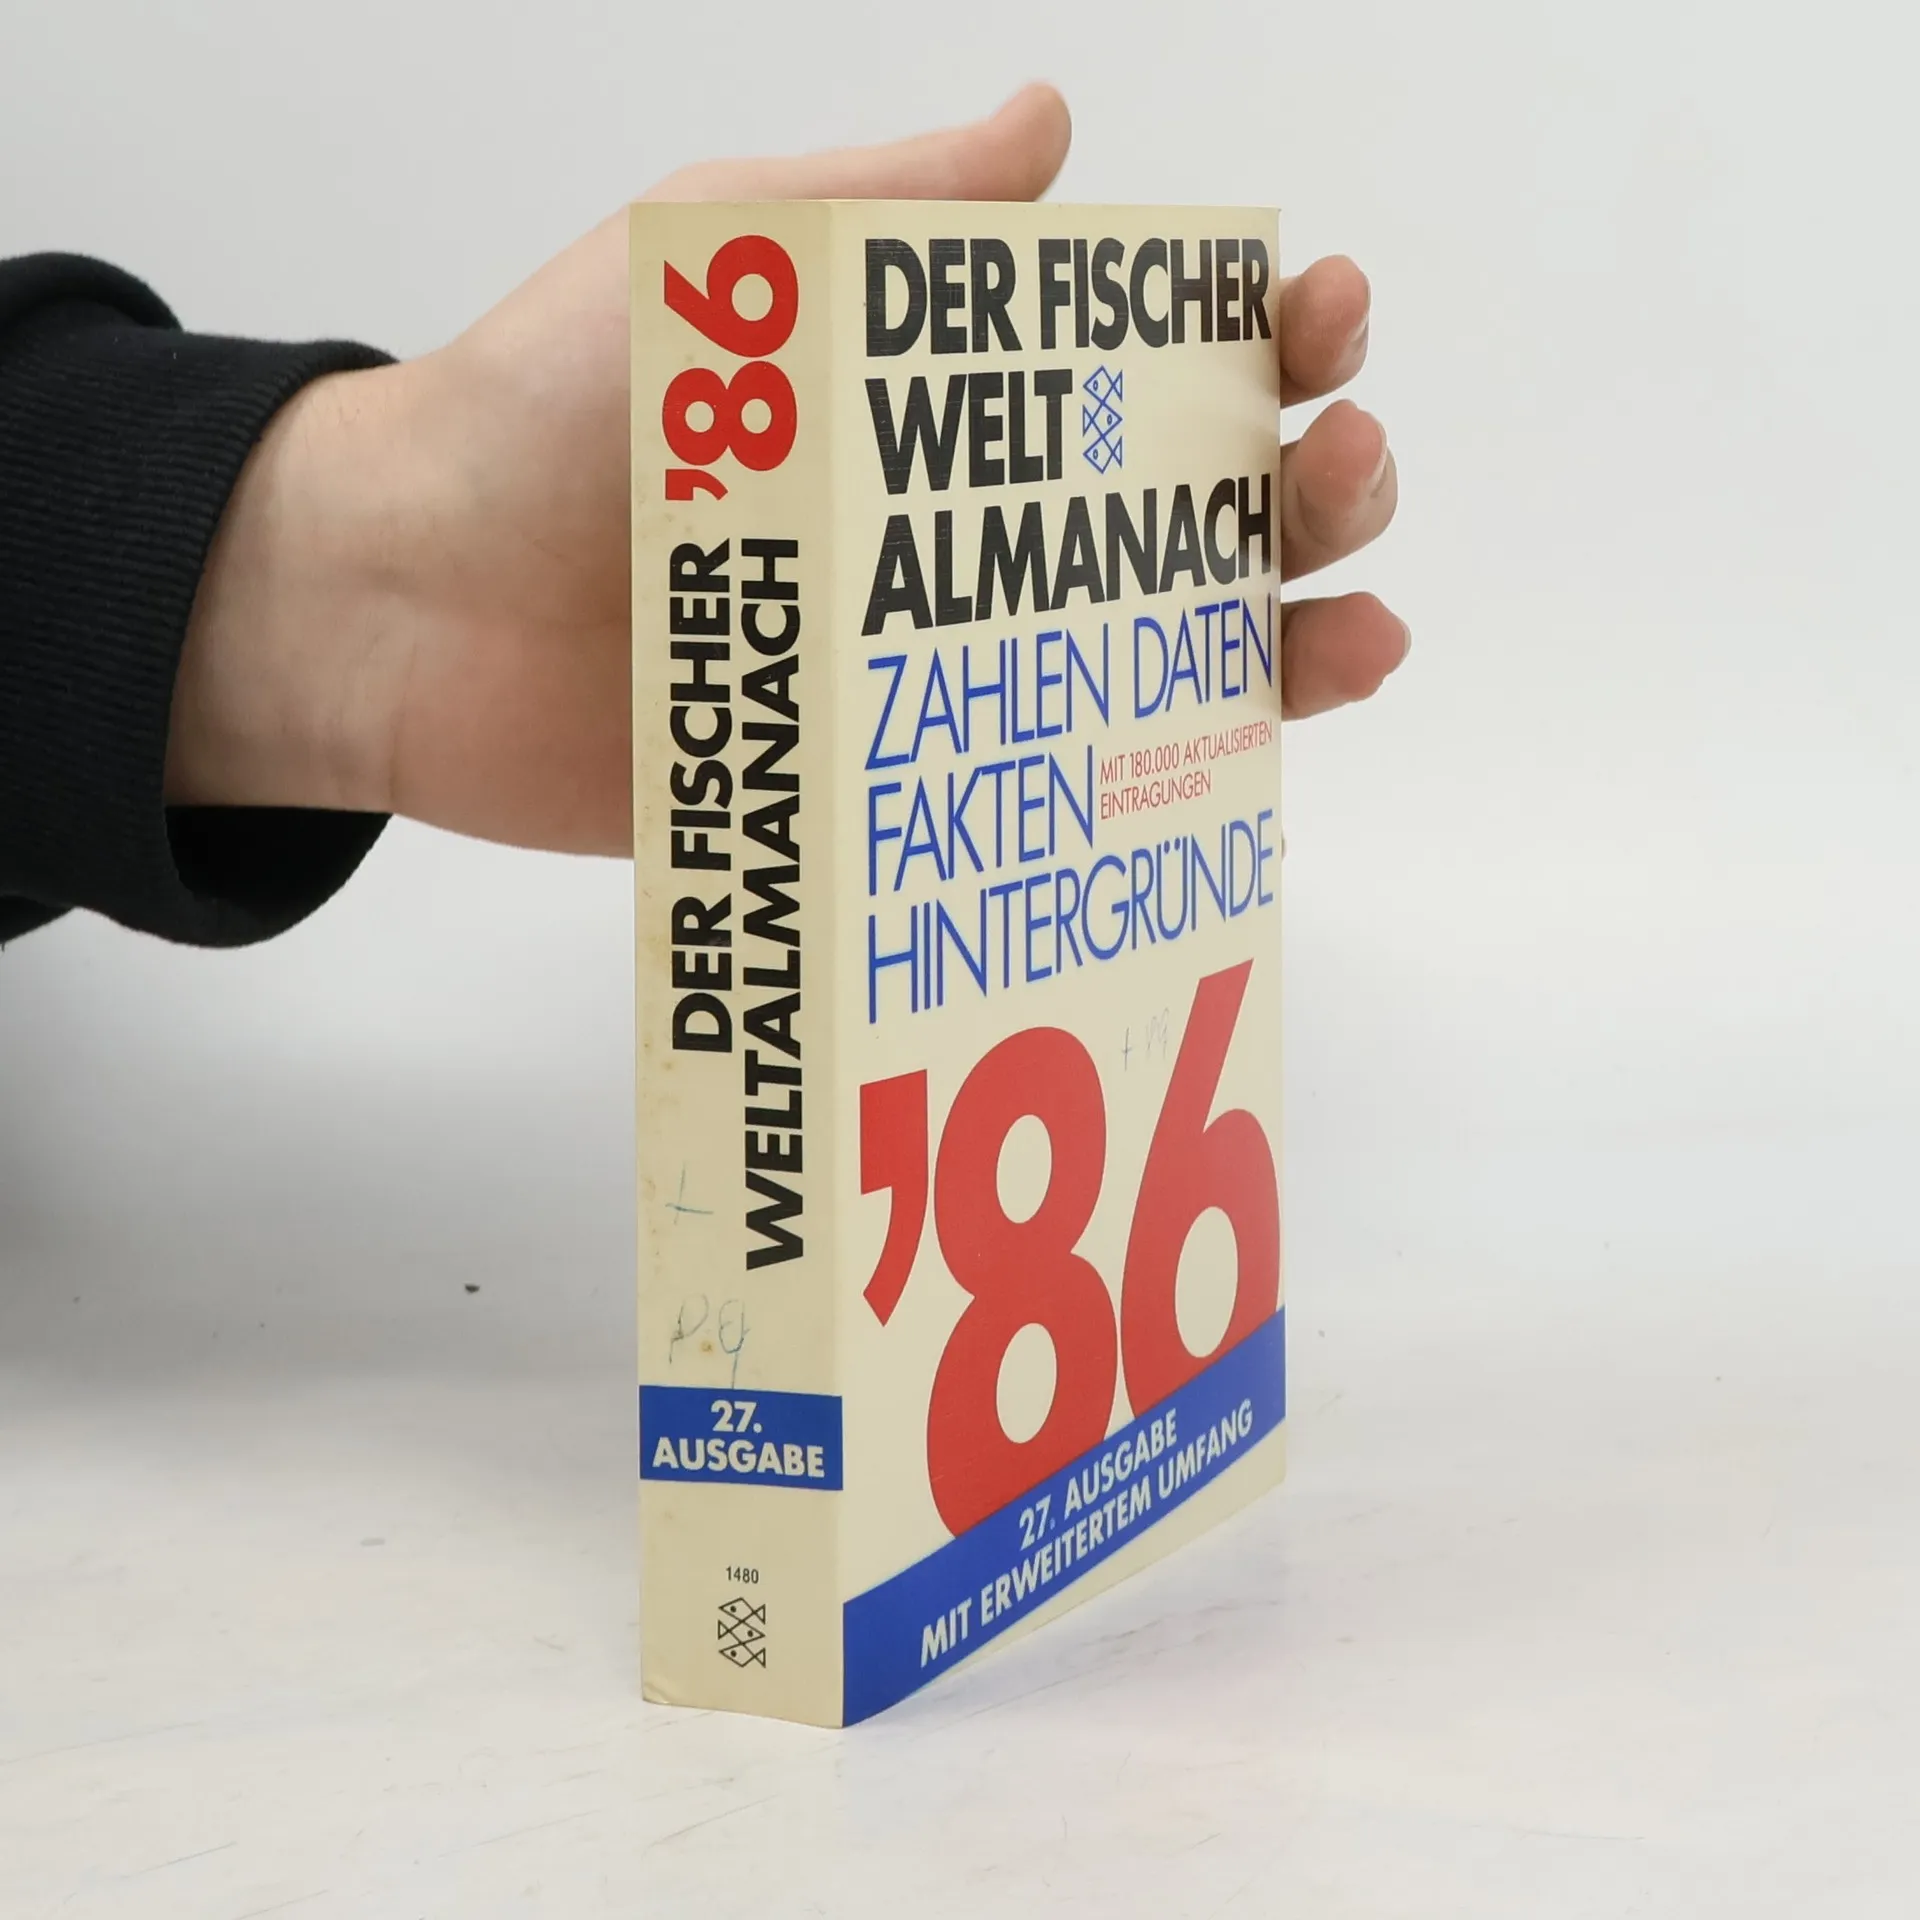 '86
DER FISCHER
WELTALMANACH
27.
AUSGABE
1480
DER FISCHER
WELT
ALMANACH
ZAHLEN DATEN
FAKTEN
MIT 180.000 AKTUALISIERTEN
EINTRAGUNGEN
HINTERGRÜNDE
'86
27. AUSGABE
MIT ERWEITERTEM UMFANG